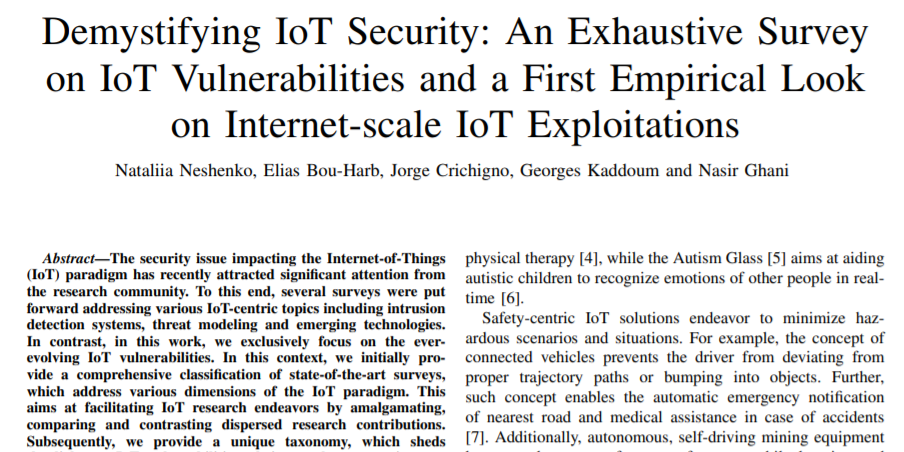 Demystifying IoT Security: An Exhaustive Survey
on IoT Vulnerabilities and a First Empirical Look
on Internet-scale IoT Exploitations
Nataliia Neshenko, Elias Bou-Harb, Jorge Crichigno, Georges Kaddoum and Nasir Ghani
Abstract—The security issue impacting the Internet-of-Things
(IoT) paradigm has recently attracted significant attention from
the research community. To this end, several surveys were put
forward addressing various IoT-centric topics including intrusion
detection systems, threat modeling and emerging technologies.
In contrast, in this work, we exclusively focus on the ever-
evolving IoT vulnerabilities. In this context, we initially pro-
vide a comprehensive classification of state-of-the-art surveys,
which address various dimensions of the IoT paradigm. This
aims at facilitating IoT research endeavors by amalgamating,
comparing and contrasting dispersed research contributions.
Subsequently, we provide a unique taxonomy, which sheds
physical therapy [4], while the Autism Glass [5] aims at aiding
autistic children to recognize emotions of other people in real-
time [6].
Safety-centric IoT solutions endeavor to minimize haz-
ardous scenarios and situations. For example, the concept of
connected vehicles prevents the driver from deviating from
proper trajectory paths or bumping into objects. Further,
such concept enables the automatic emergency notification
of nearest road and medical assistance in case of accidents
[7]. Additionally, autonomous, self-driving mining equipment